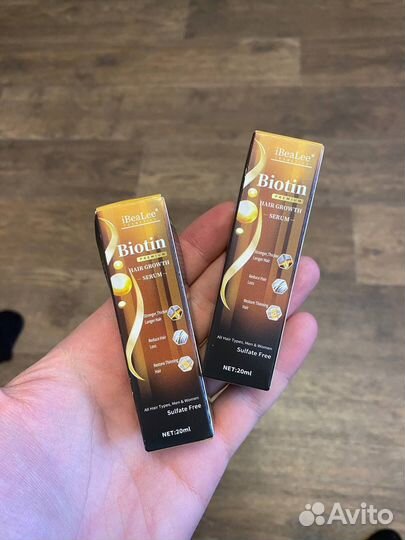 iBeaLee®
Biotin
PREMIUM
HAIR GROWTH
- SERUM -
Stronger,Thicker
Longer Hair
Reduce Hair
Loss
Restore Thinning
Hair
All Hair Types, Men & Women
Sulfate Free
NET:20ml
iBeaLee®
Biotin
PREMIUM
HAIR GROWTH
- SERUM -
Stronger,Thicker
Longer Hair
Reduce Hair
Loss
Restore Thinning
Hair
All Hair Types, Men & Women
Sulfate Free
NET:20ml
Avito